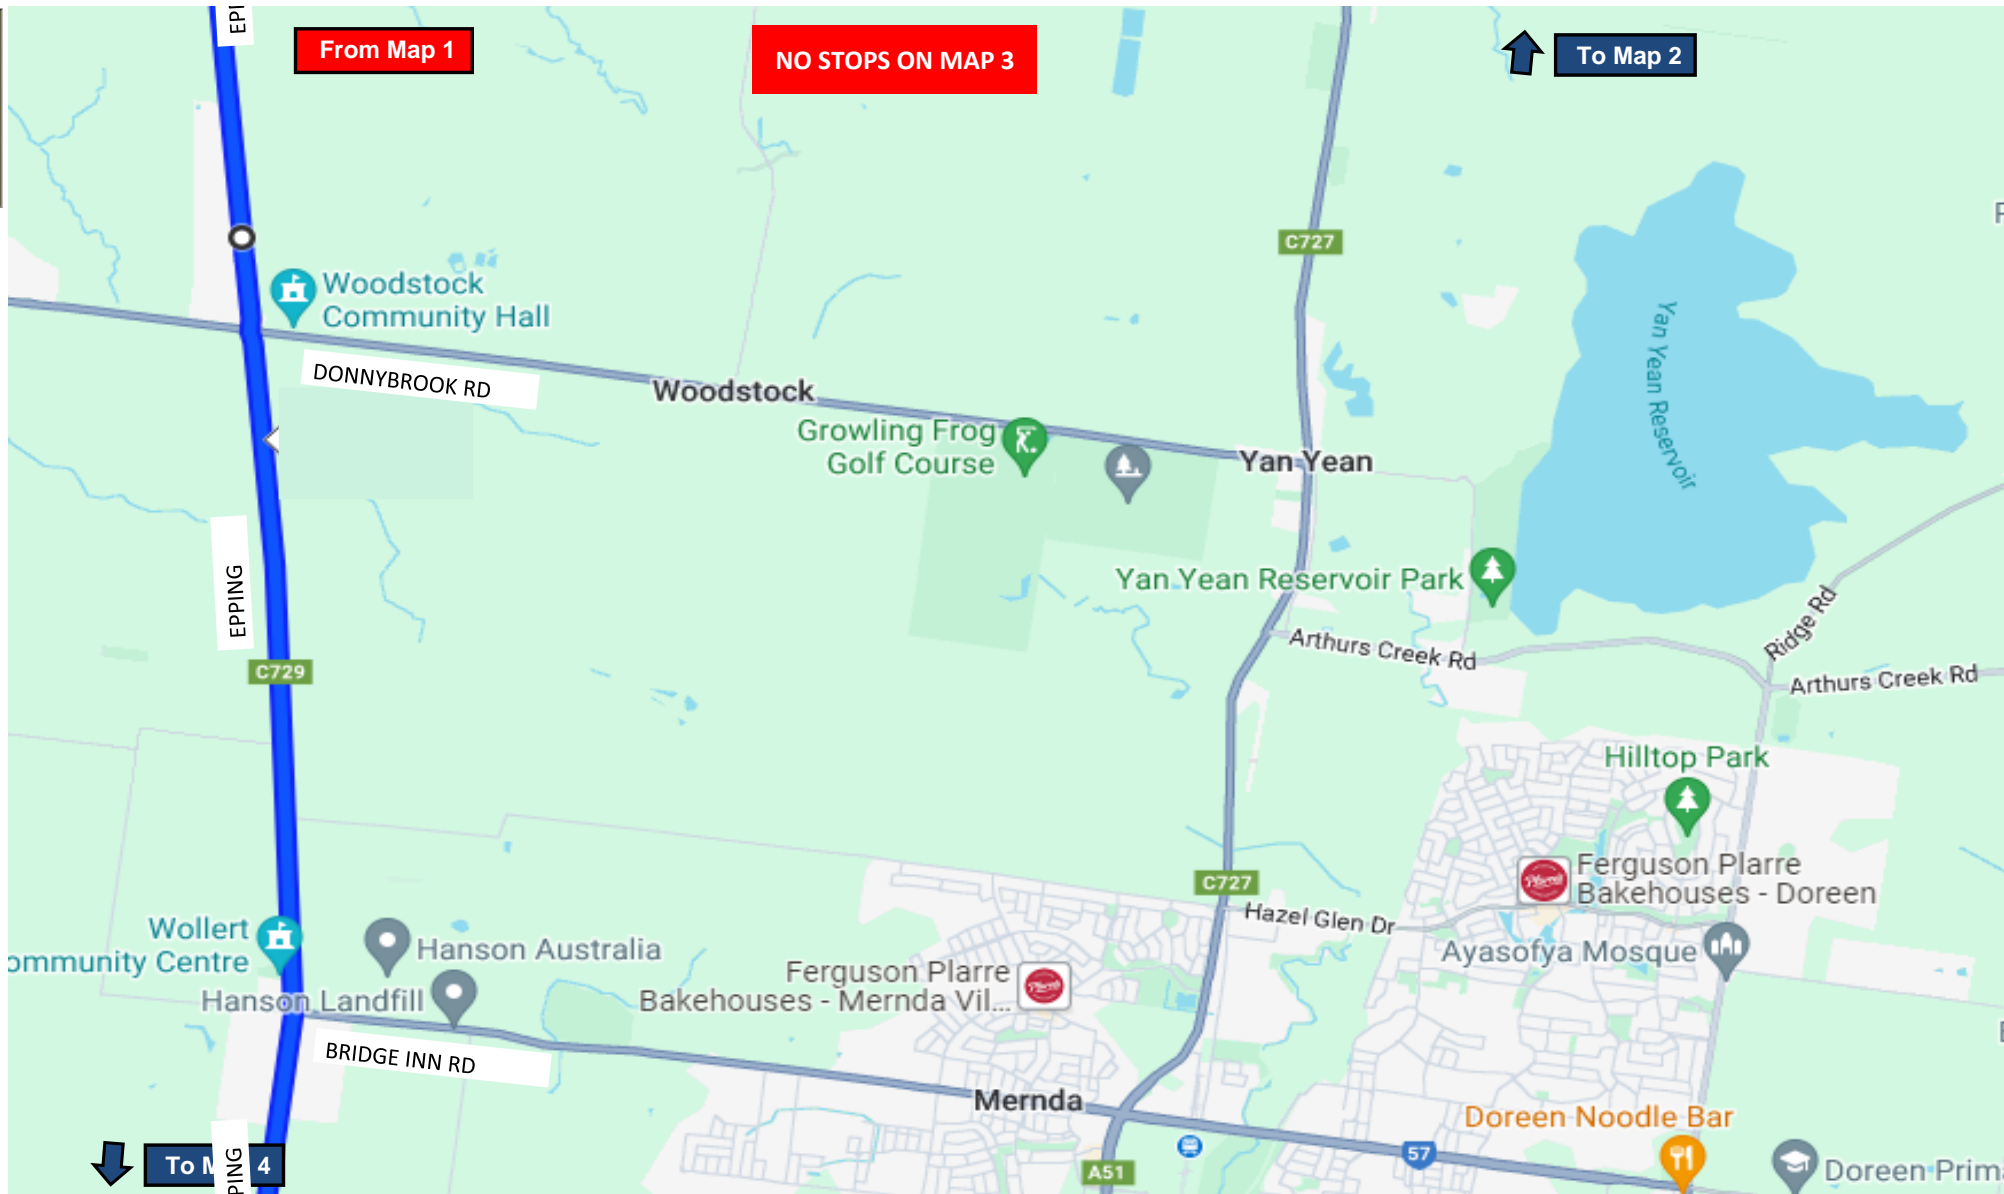 EPI
From Map 1
NO STOPS ON MAP 3
To Map 2
C727
Woodstock
Community Hall
Yan Yean Reservoir
DONNYBROOK RD
Woodstock
Growling Frog
Golf Course
Yan Yean
EPPING
Yan Yean Reservoir Park
Ridge Rd
Arthurs Creek Rd
C729
Arthurs Creek Rd
Hilltop Park
Ferguson Plarre
Bakehouses - Doreen
C727
Hazel Glen Dr
Wollert
ommunity Centre
Hanson Australia
Ayasofya Mosque
Ferguson Plarre
Bakehouses - Mernda Vil...
Hanson Landfill
BRIDGE INN RD
Mernda
Doreen Noodle Bar
57
To M 4
PING
A51
Doreen Prim